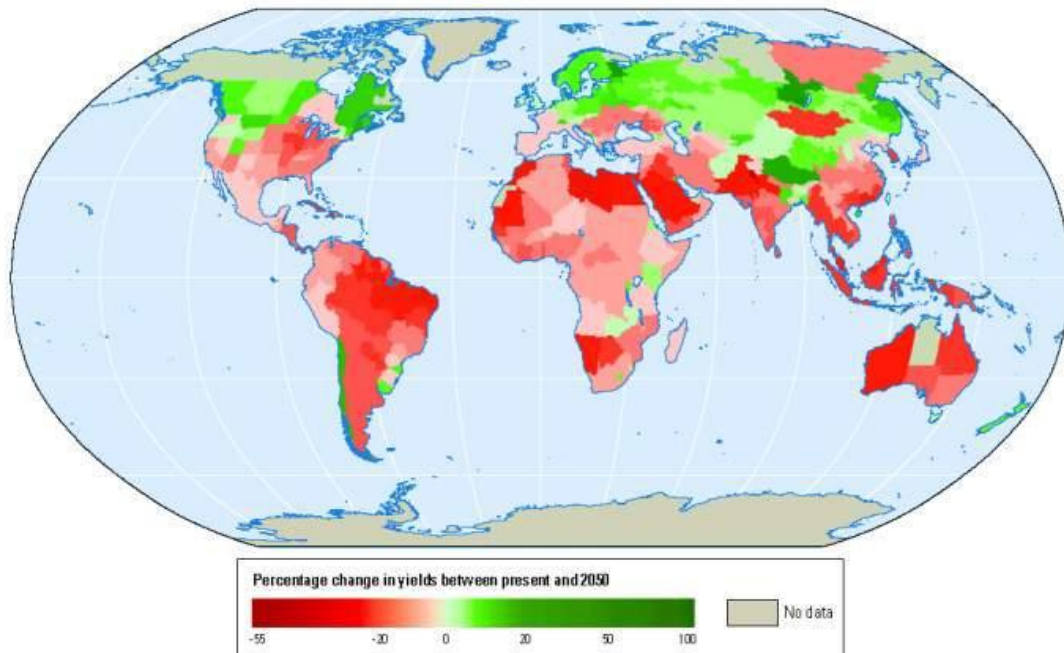 Percentage change in yields between present and 2050
No data
-55 -20 0 20 50 100